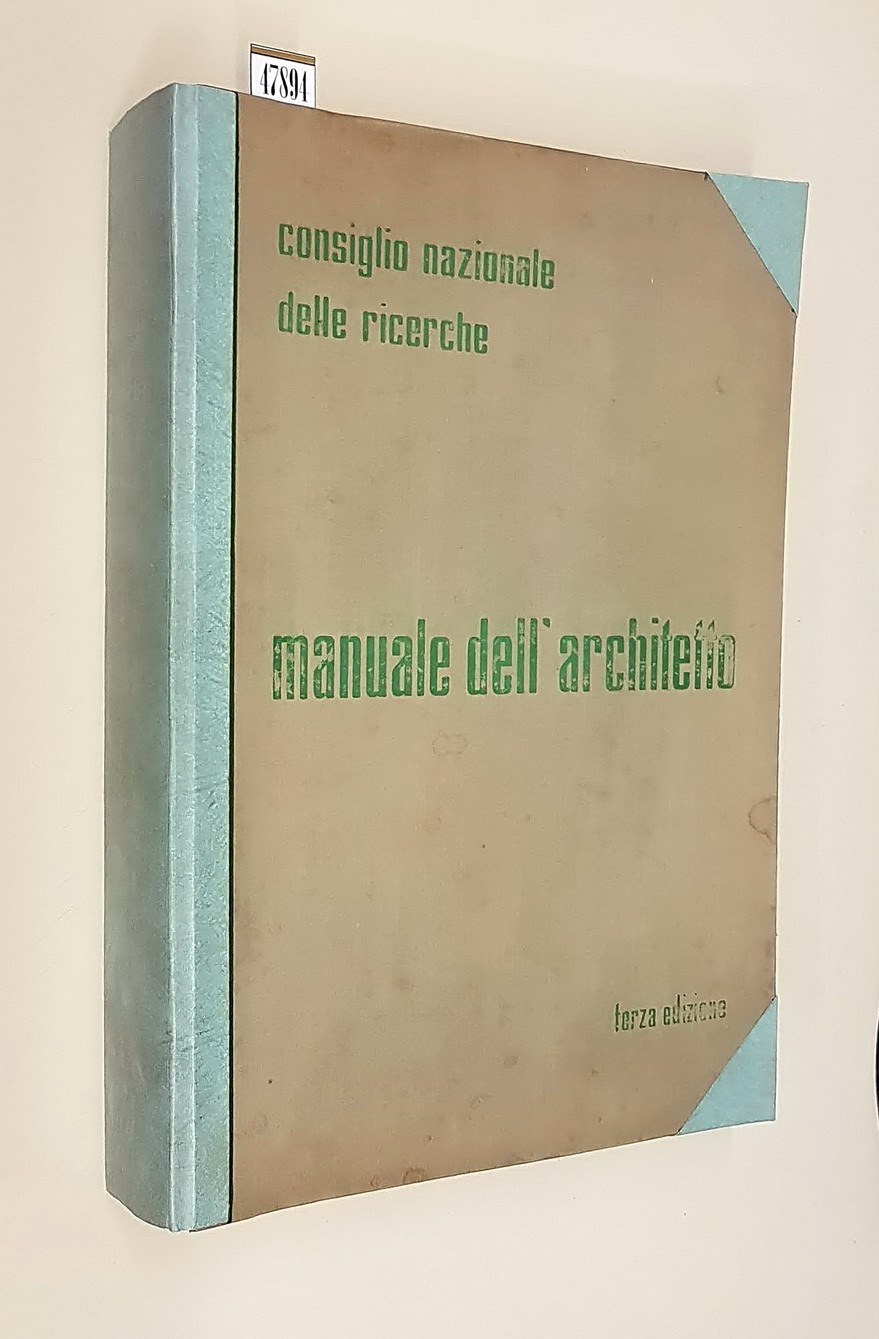 47894
consiglio nazionale
delle ricerche
manuale dell'architetto
terza edizione